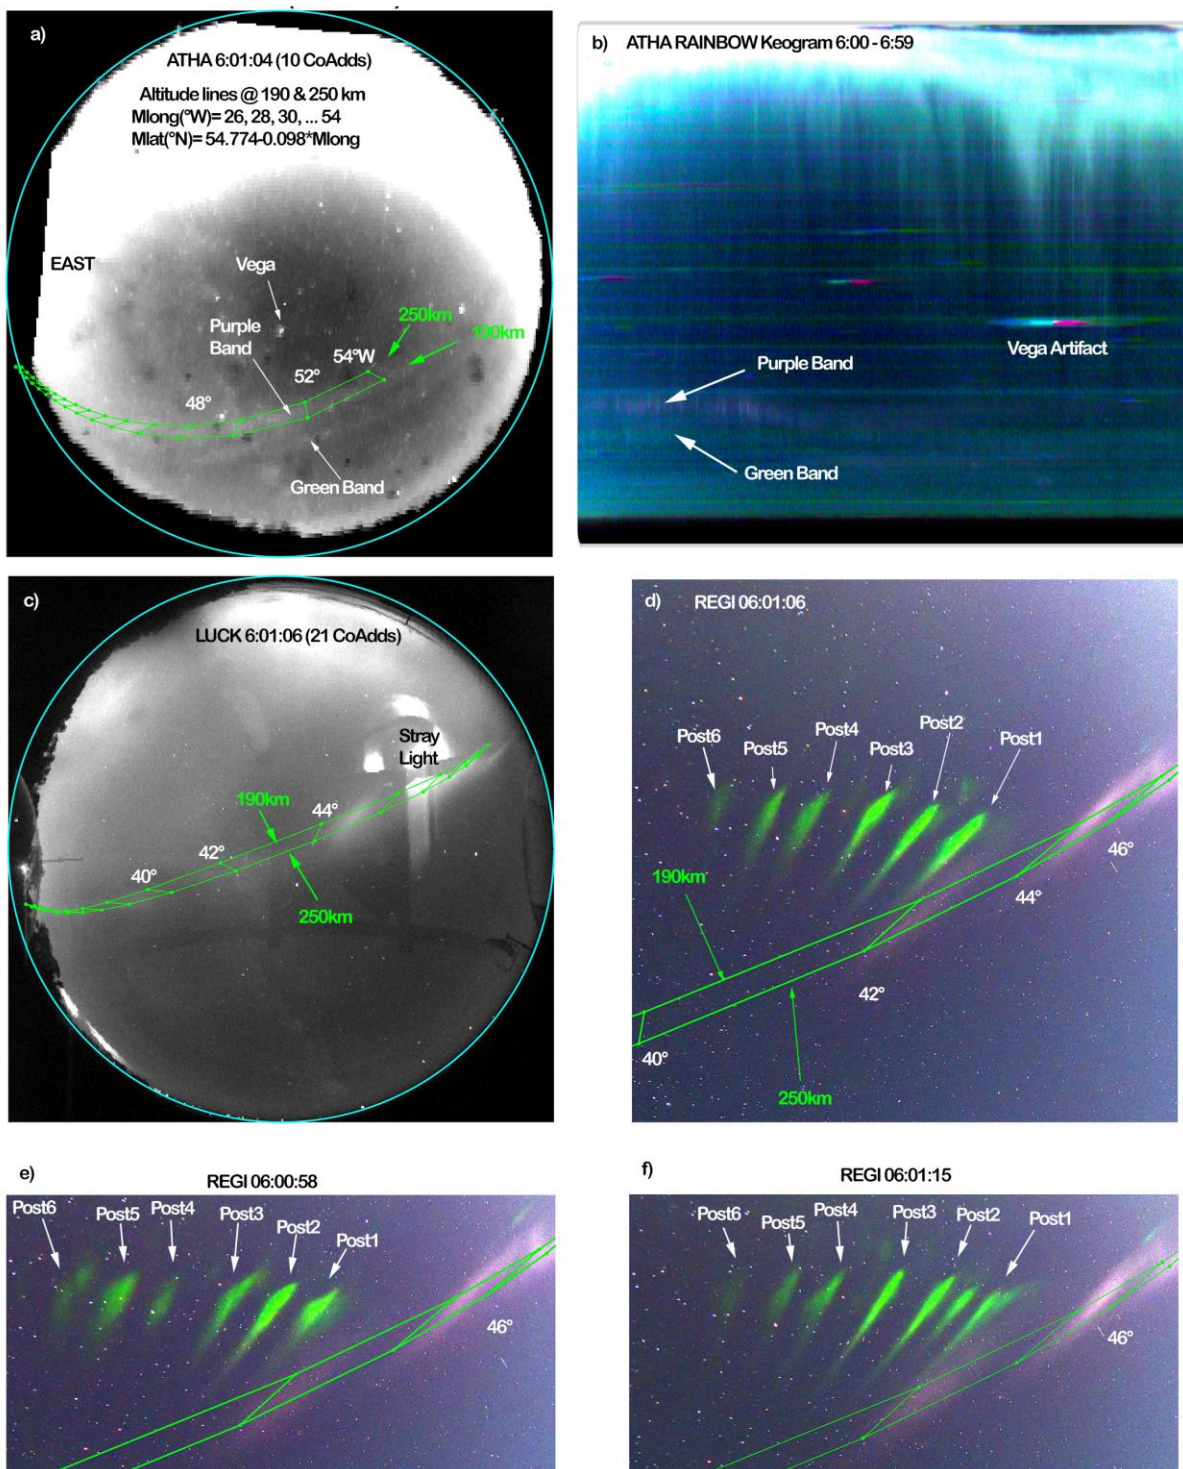 a)
ATHA 6:01:04 (10 CoAdds)
Altitude lines @ 190 & 250 km
Mlong(°W)= 26, 28, 30, ... 54
Mlat(°N)= 54.774-0.098*Mlong
EAST
Vega
Purple
Band
250km
190km
54°W
52°
48°
Green Band
b)
ATHA RAINBOW Keogram 6:00 - 6:59
Vega Artifact
Purple Band
Green Band
c)
LUCK 6:01:06 (21 CoAdds)
Stray
Light
190km
44°
42°
40°
250km
d)
REGI 06:01:06
Post6
Post5
Post4
Post3
Post2
Post1
46°
190km
44°
42°
40°
250km
e)
REGI 06:00:58
Post6
Post5
Post4
Post3
Post2
Post1
46°
f)
REGI 06:01:15
Post6
Post5
Post4
Post3
Post2
Post1
46°